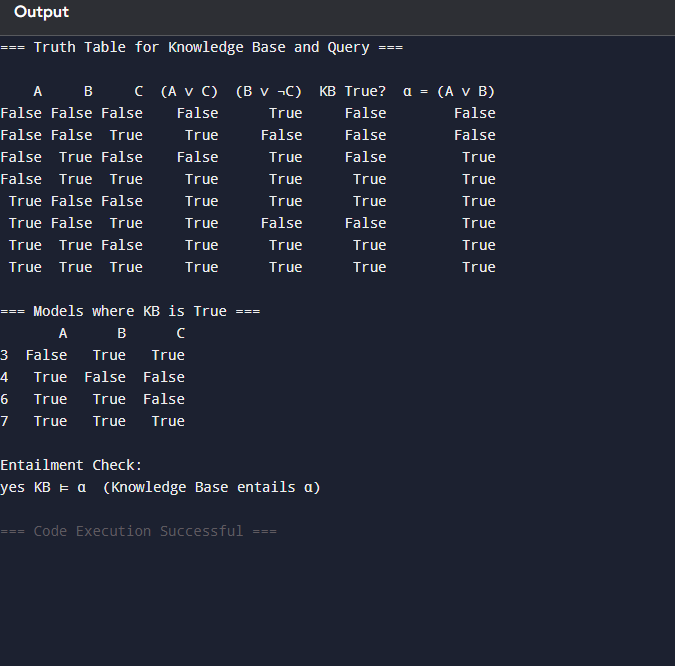 Output
=== Truth Table for Knowledge Base and Query ===
A B C (A ∨ C) (B ∨ ¬C) KB True? α = (A ∨ B)
False False False False True False False
False False True True False False False
False True False False True False True
False True True True True True True
True False False True True True True
True False True True False False True
True True False True True True True
True True True True True True True
=== Models where KB is True ===
A B C
3 False True True
4 True False False
6 True True False
7 True True True
Entailment Check:
yes KB ⊨ α (Knowledge Base entails α)
=== Code Execution Successful ===